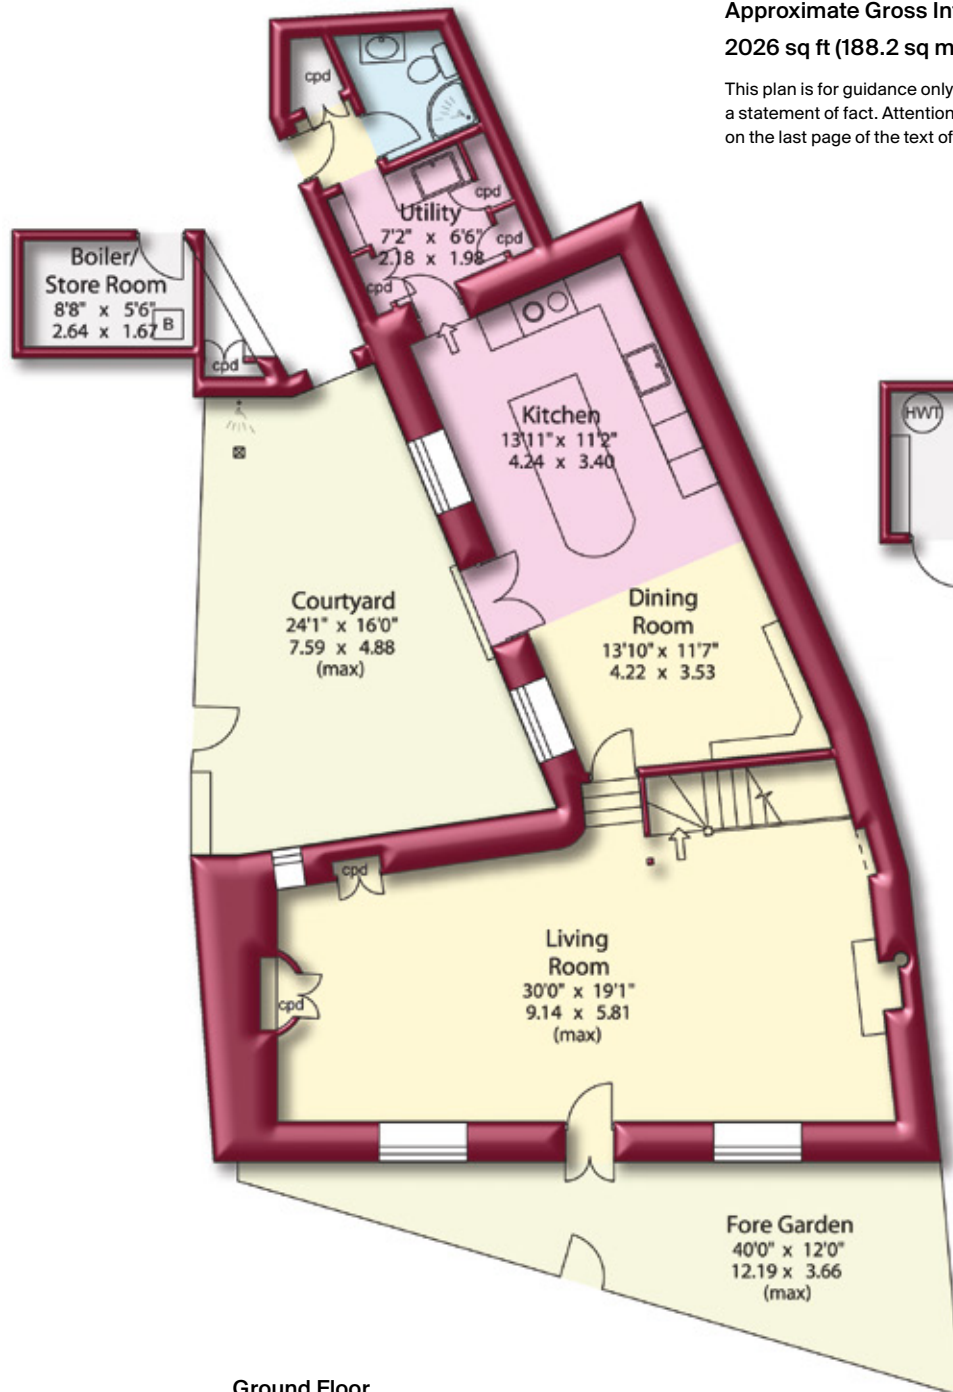 Approximate Gross In
2026 sq ft (188.2 sq m
This plan is for guidance only
a statement of fact. Attention
on the last page of the text of
cpd
cpd
Utility
7'2" x 6'6"
2.18 x 1.98
cpd
cpd
Boiler/
Store Room
8'8" x 5'6"
2.64 x 1.67
B
cpd
Kitchen
13'11" x 11'2"
4.24 x 3.40
HWT
Courtyard
24'1" x 16'0"
7.59 x 4.88
(max)
Dining
Room
13'10" x 11'7"
4.22 x 3.53
cpd
Living
Room
30'0" x 19'1"
9.14 x 5.81
(max)
cpd
Fore Garden
40'0" x 12'0"
12.19 x 3.66
(max)
Ground Floor